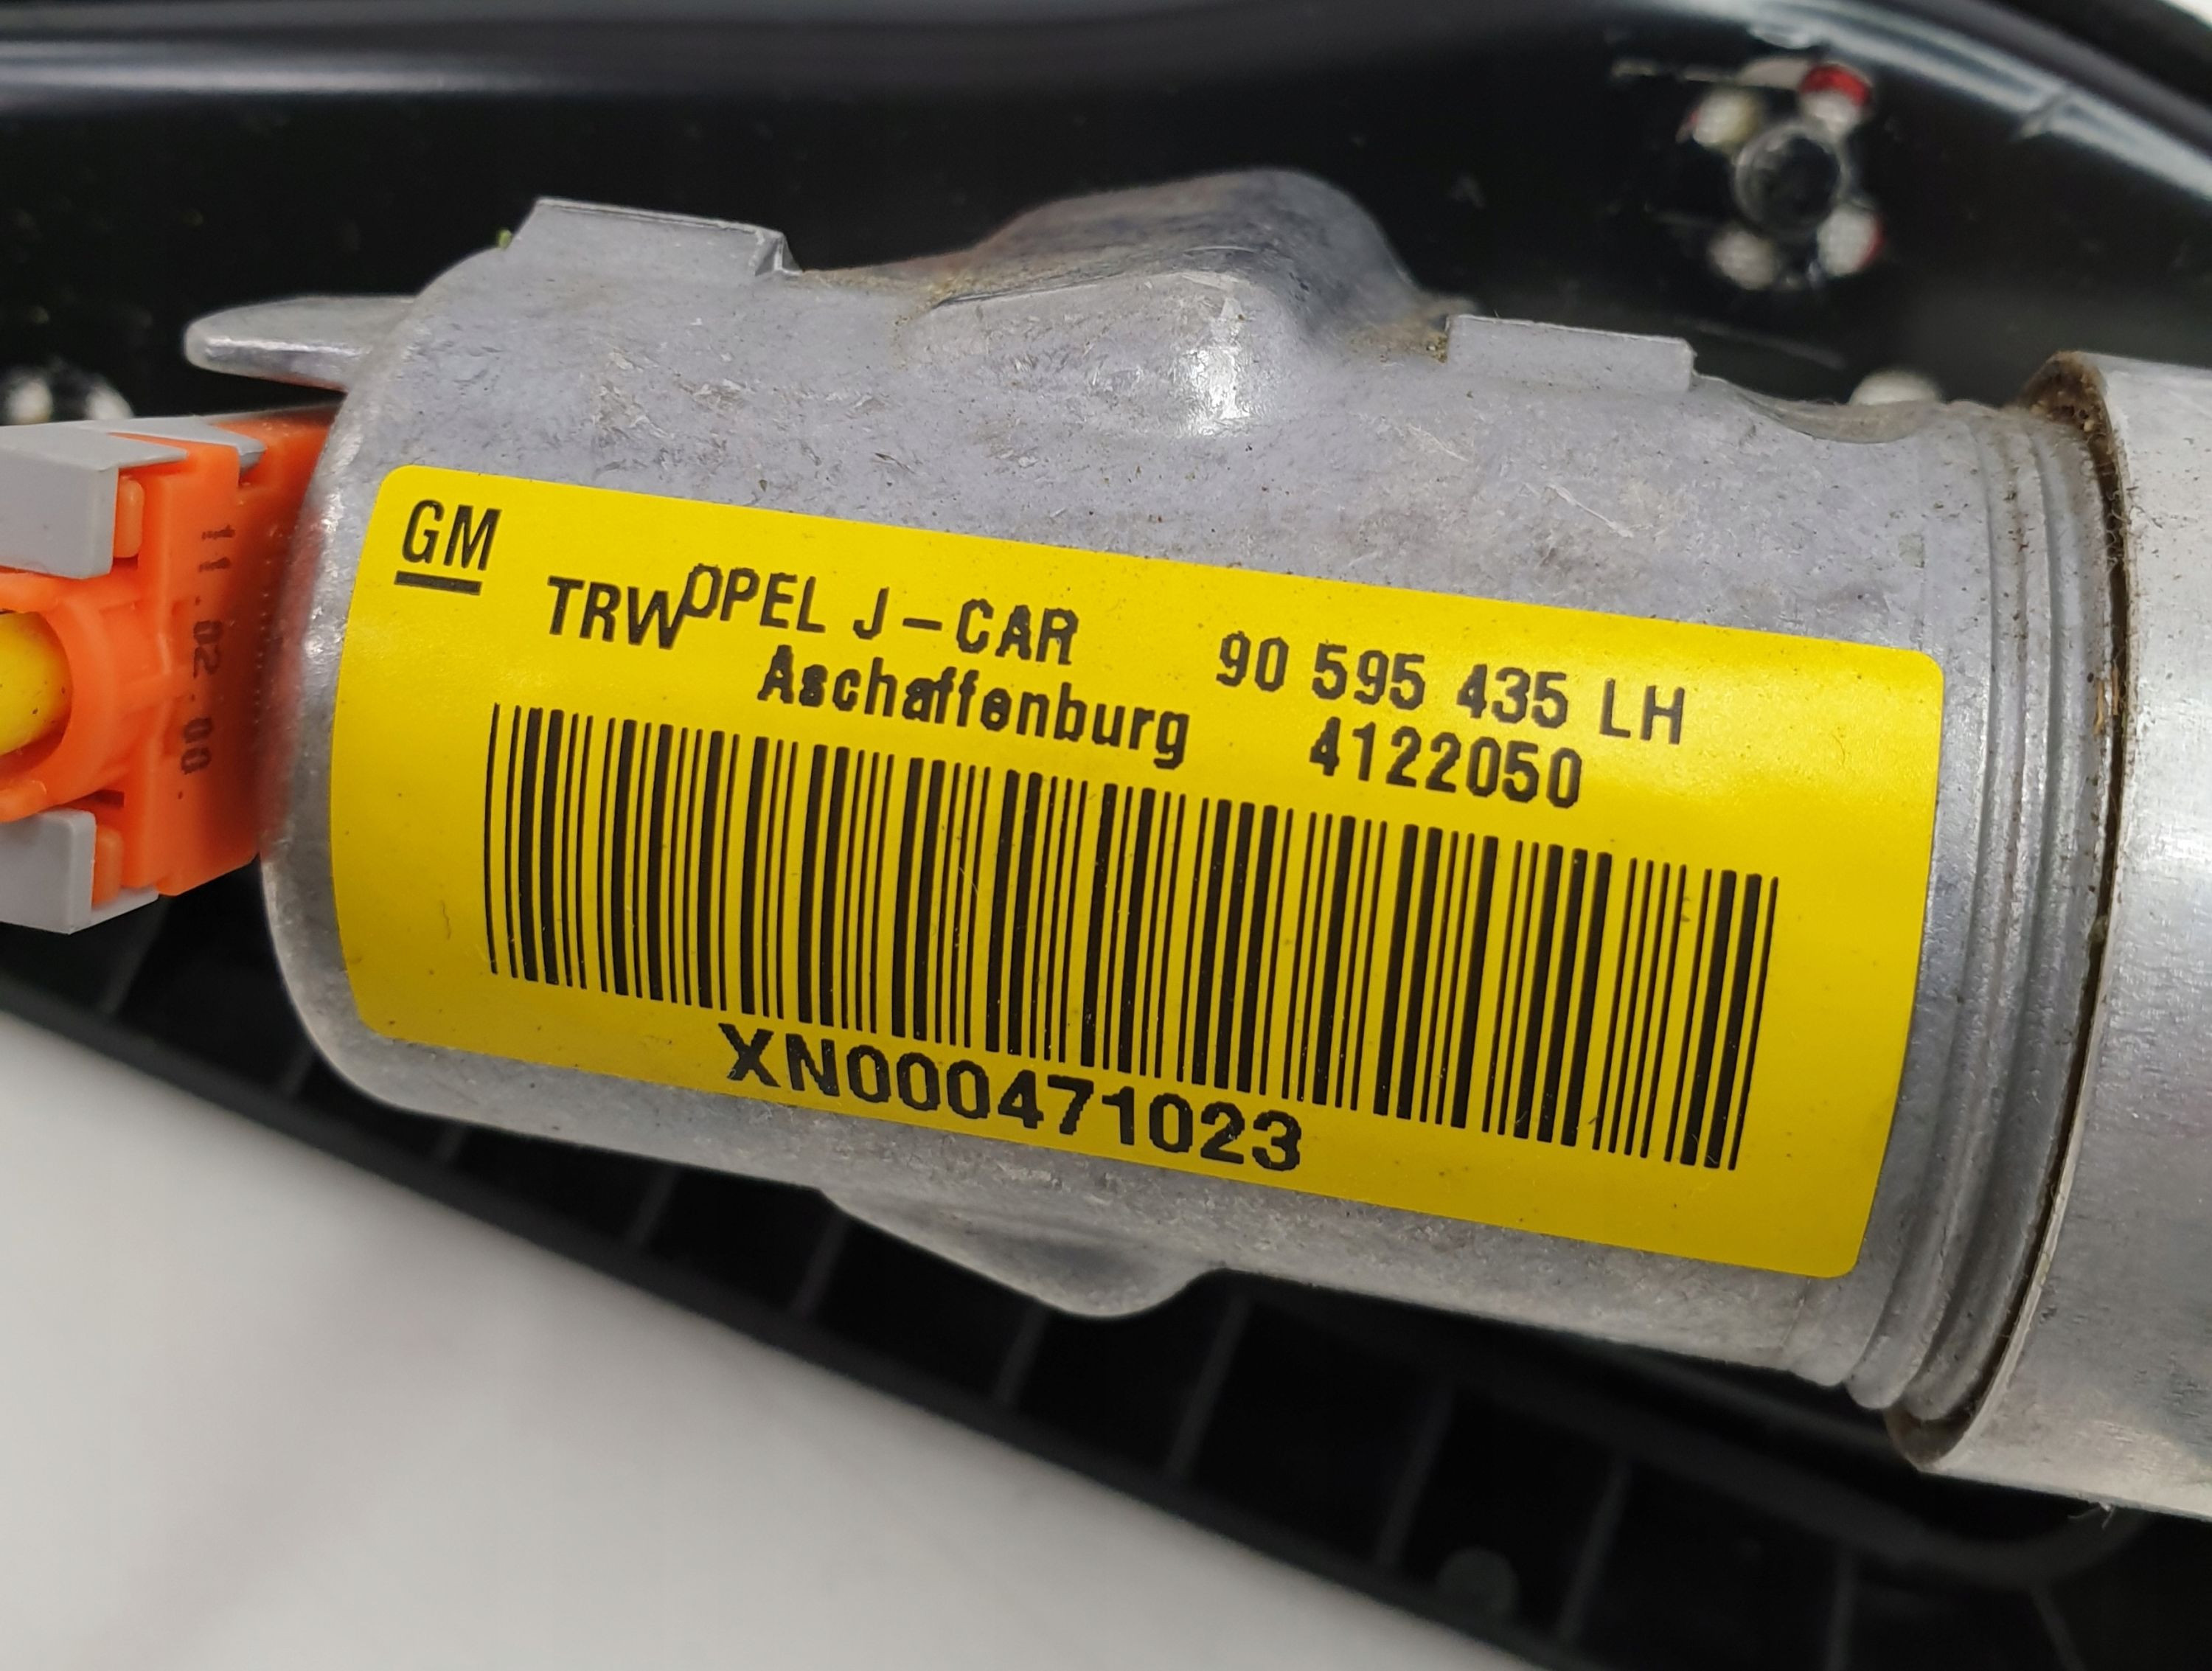 GM
TRW OPEL J-CAR 90 595 435 LH
Aschaffenburg 4122050
XN000471023
11.02.00.